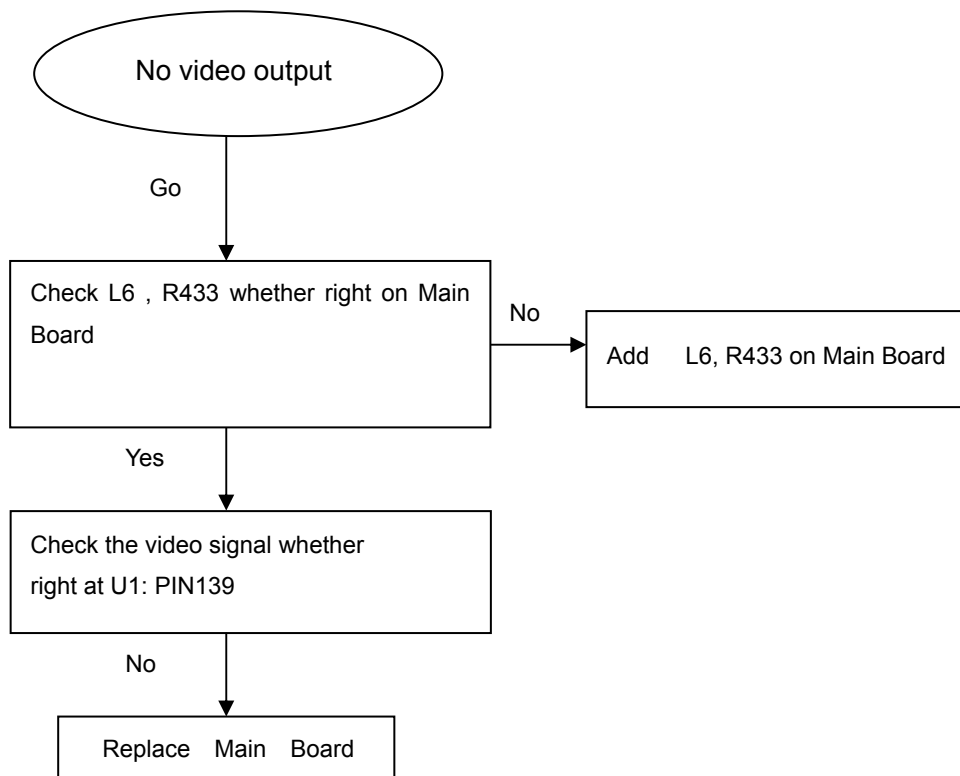 No video output
Go
Check L6 , R433 whether right on Main
Board
No
Add L6, R433 on Main Board
Yes
Check the video signal whether
right at U1: PIN139
No
Replace Main Board